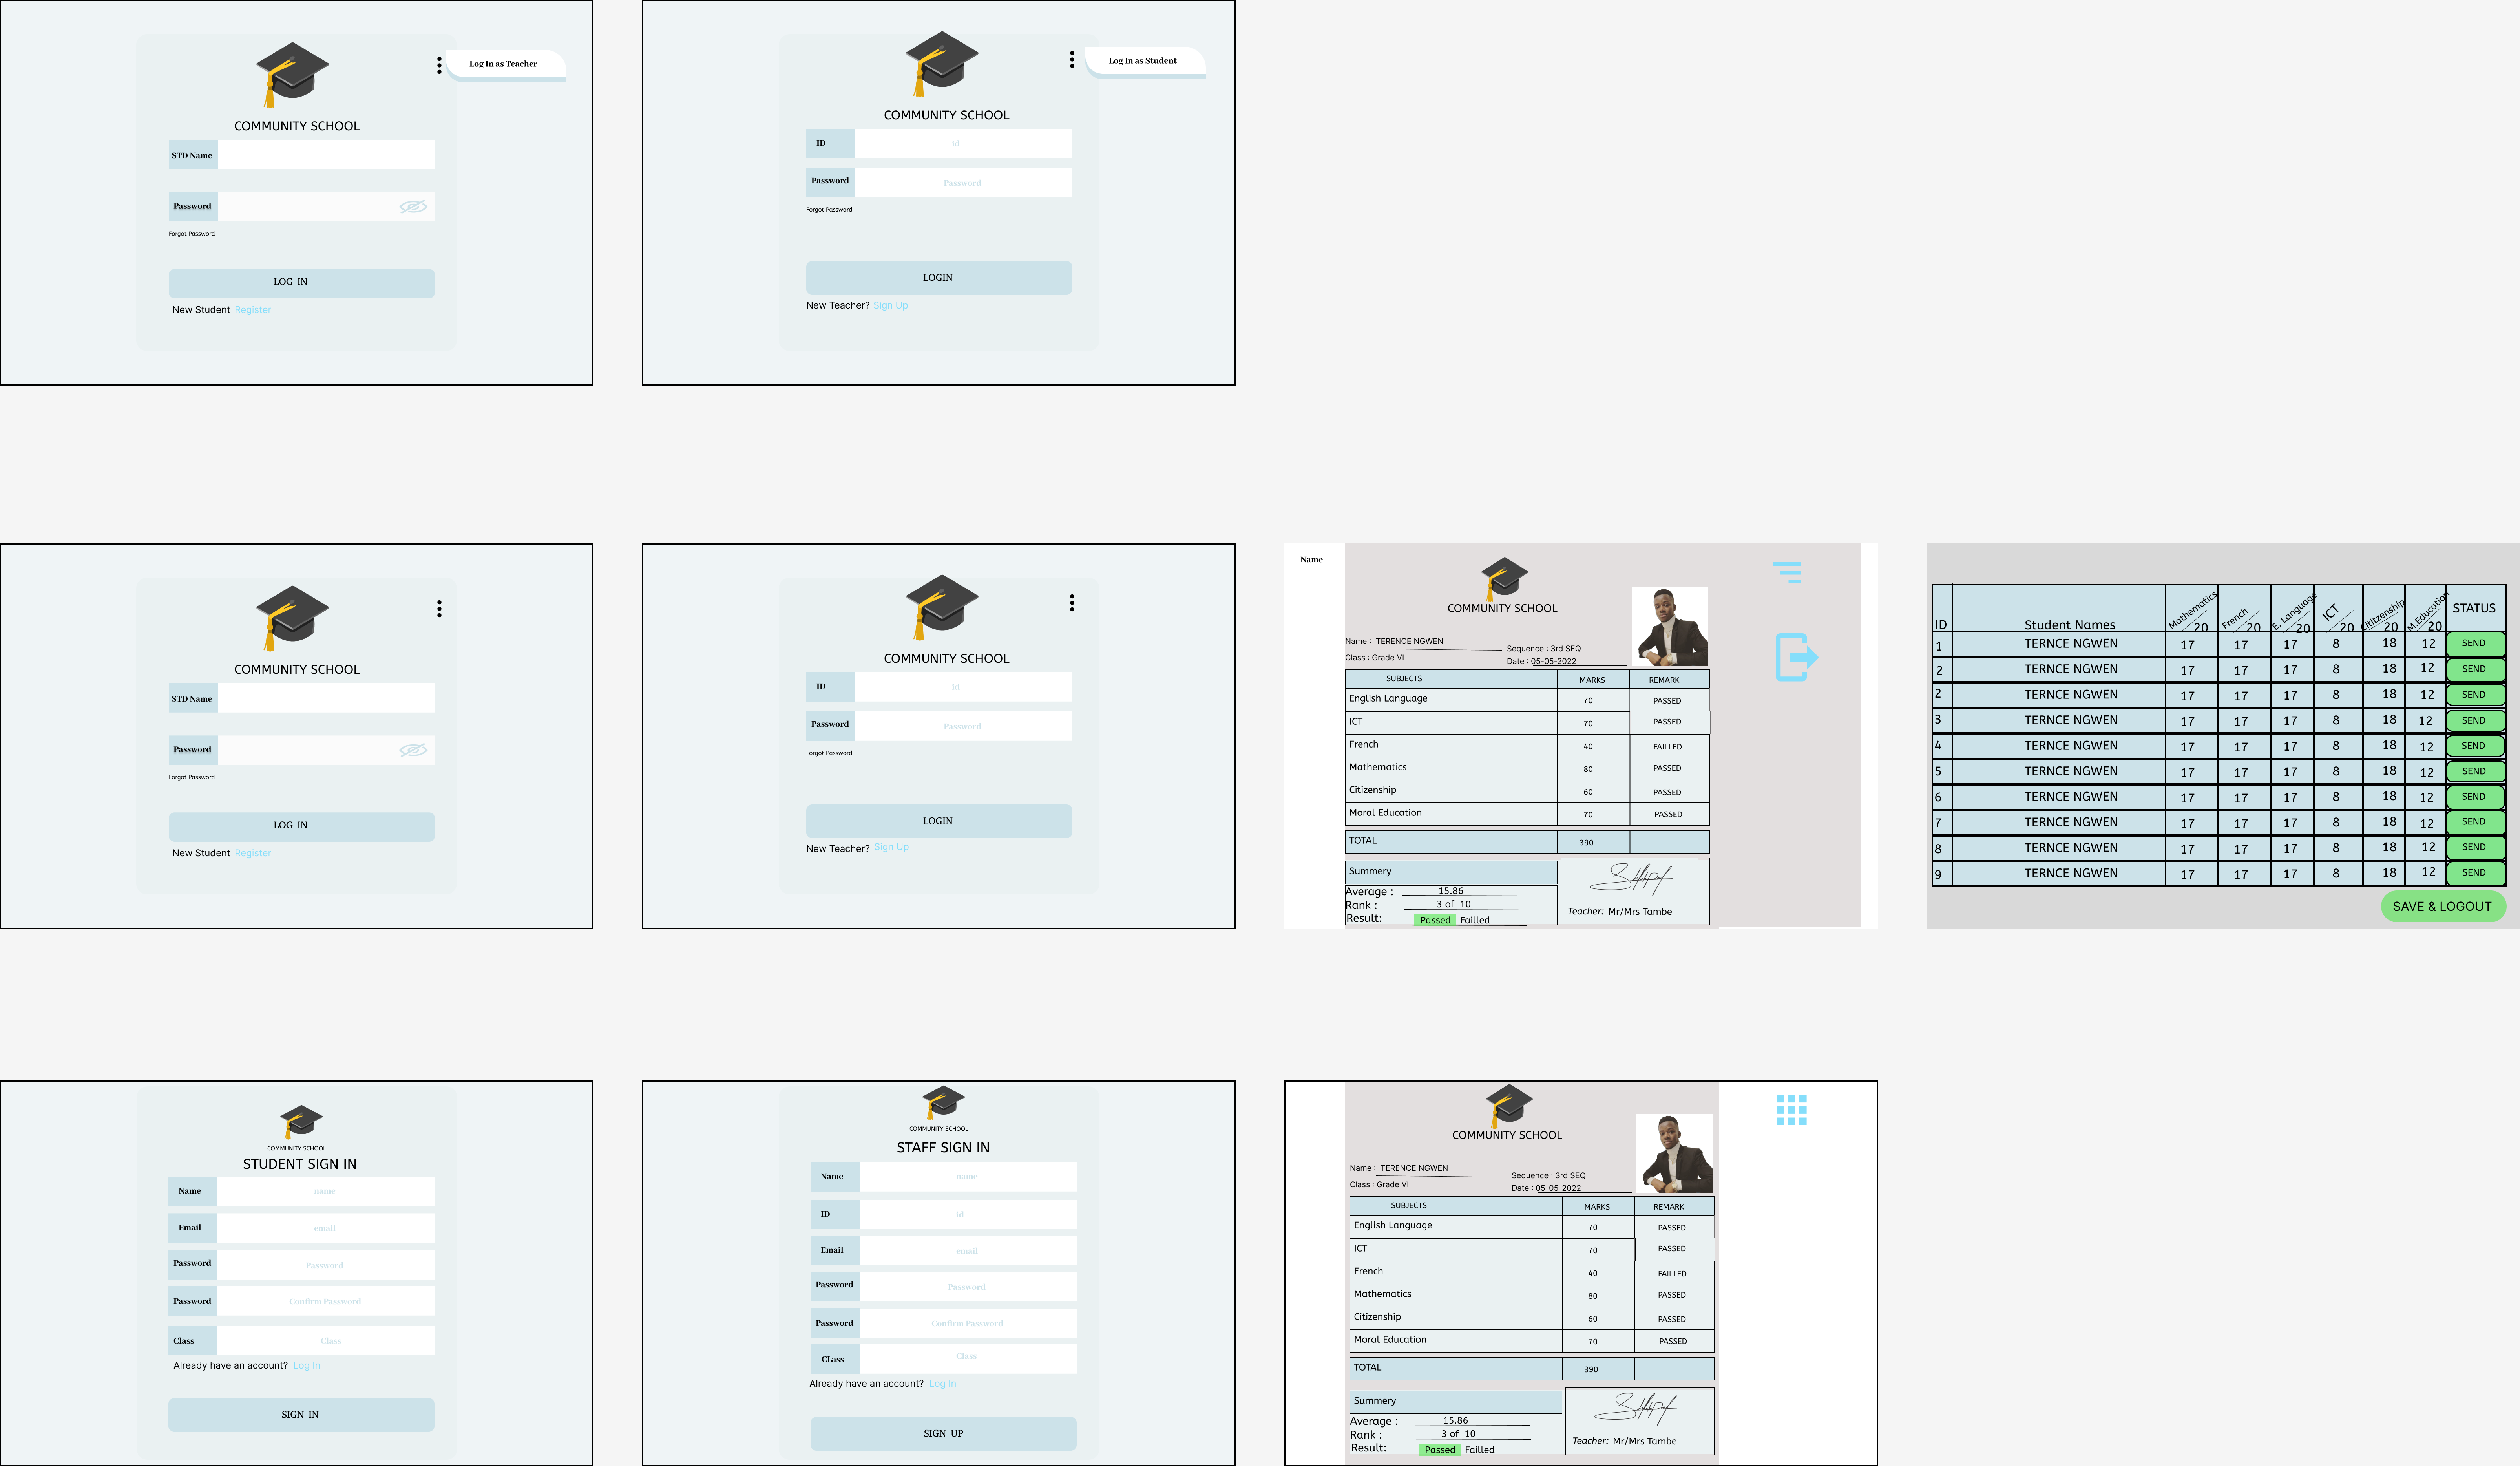 Log In as Teacher
COMMUNITY SCHOOL
STD Name
Password
Forgot Password
LOG IN
New Student Register
Log In as Student
COMMUNITY SCHOOL
ID id
Password Password
Forgot Password
LOGIN
New Teacher? Sign Up
COMMUNITY SCHOOL
STD Name
Password
Forgot Password
LOG IN
New Student Register
COMMUNITY SCHOOL
ID id
Password Password
Forgot Password
LOGIN
New Teacher? Sign Up
Name
COMMUNITY SCHOOL
Name : TERENCE NGWEN
Sequence : 3rd SEQ
Class : Grade VI
Date : 05-05-2022
SUBJECTS MARKS REMARK
English Language 70 PASSED
ICT 70 PASSED
French 40 FAILLED
Mathematics 80 PASSED
Citizenship 60 PASSED
Moral Education 70 PASSED
TOTAL 390
Summery
Average : 15.86
Rank : 3 of 10
Result: Passed Failled
Teacher: Mr/Mrs Tambe
ID Student Names Mathematics 20 French 20 E. Language 20 ICT 20 Cititzenship 20 M.Education 20 STATUS
1 TERNCE NGWEN 17 17 17 8 18 12 SEND
2 TERNCE NGWEN 17 17 17 8 18 12 SEND
2 TERNCE NGWEN 17 17 17 8 18 12 SEND
3 TERNCE NGWEN 17 17 17 8 18 12 SEND
4 TERNCE NGWEN 17 17 17 8 18 12 SEND
5 TERNCE NGWEN 17 17 17 8 18 12 SEND
6 TERNCE NGWEN 17 17 17 8 18 12 SEND
7 TERNCE NGWEN 17 17 17 8 18 12 SEND
8 TERNCE NGWEN 17 17 17 8 18 12 SEND
9 TERNCE NGWEN 17 17 17 8 18 12 SEND
SAVE & LOGOUT
COMMUNITY SCHOOL
STUDENT SIGN IN
Name name
Email email
Password Password
Password Confirm Password
Class Class
Already have an account? Log In
SIGN IN
COMMUNITY SCHOOL
STAFF SIGN IN
Name name
ID id
Email email
Password Password
Password Confirm Password
CLass Class
Already have an account? Log In
SIGN UP
COMMUNITY SCHOOL
Name : TERENCE NGWEN
Sequence : 3rd SEQ
Class : Grade VI
Date : 05-05-2022
SUBJECTS MARKS REMARK
English Language 70 PASSED
ICT 70 PASSED
French 40 FAILLED
Mathematics 80 PASSED
Citizenship 60 PASSED
Moral Education 70 PASSED
TOTAL 390
Summery
Average : 15.86
Rank : 3 of 10
Result: Passed Failled
Teacher: Mr/Mrs Tambe